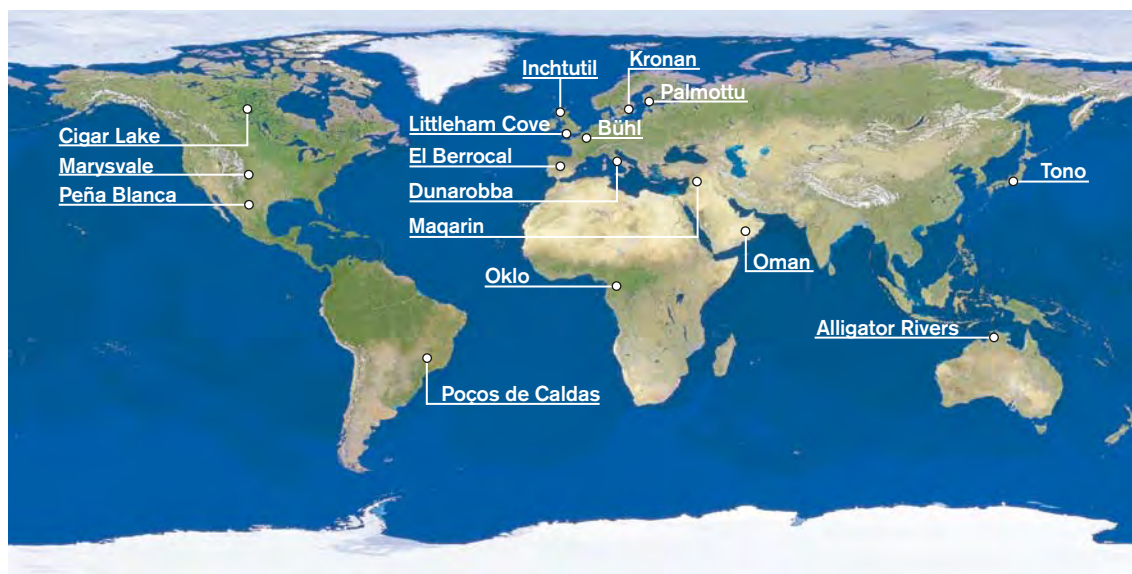 Inchtutil
Kronan
Palmottu
Cigar Lake
Littleham Cove
Bühl
Marysvale
El Berrocal
Tono
Peña Blanca
Dunarobba
Maqarin
Oman
Oklo
Alligator Rivers
Poços de Caldas